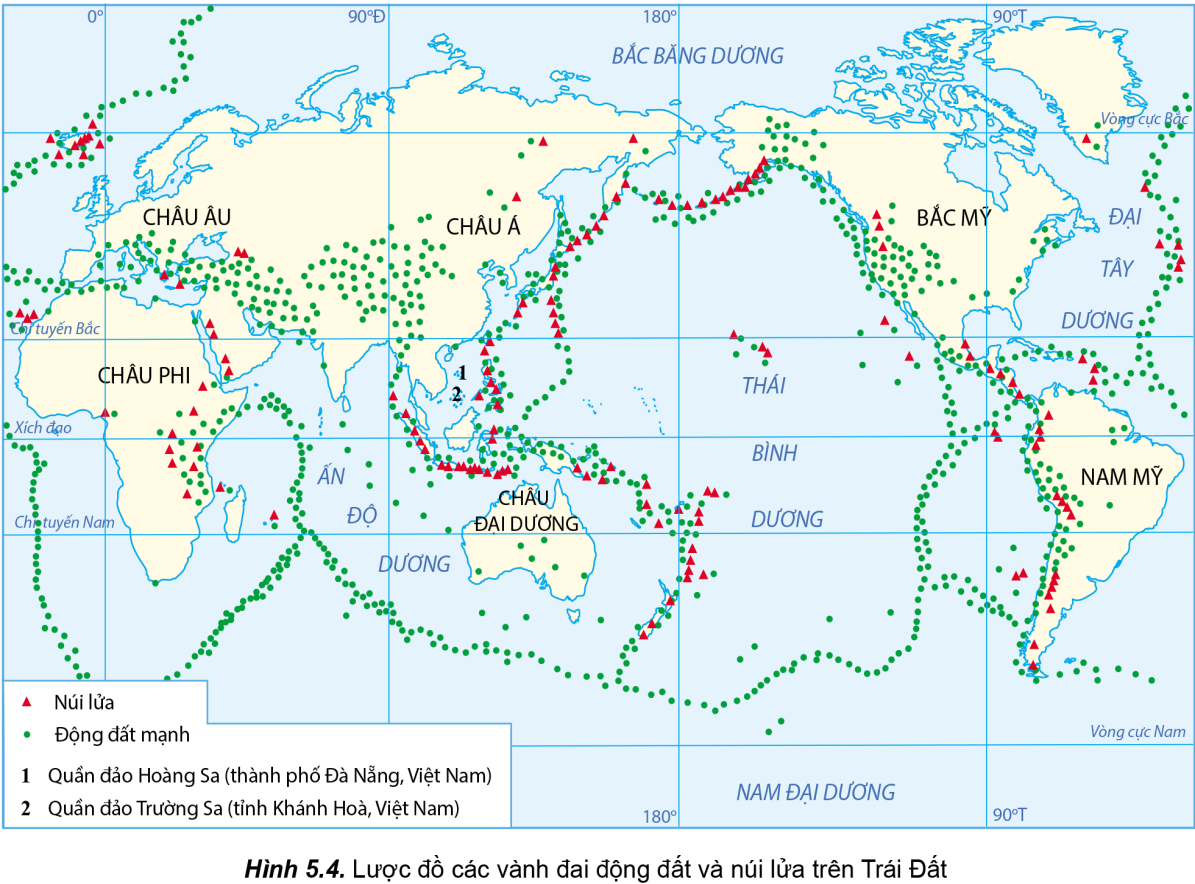 0°
90°Đ
180°
90°T
BẮC BĂNG DƯƠNG
Vòng cực Bắc
CHÂU ÂU
CHÂU Á
BẮC MỸ
ĐẠI
TÂY
DƯƠNG
Chí tuyến Bắc
CHÂU PHI
1
2
THÁI
Xích đạo
BÌNH
ẤN
NAM MỸ
CHÂU
ĐẠI DƯƠNG
ĐỘ
DƯƠNG
Chí tuyến Nam
DƯƠNG
Núi lửa
Động đất mạnh
1 Quần đảo Hoàng Sa (thành phố Đà Nẵng, Việt Nam)
2 Quần đảo Trường Sa (tỉnh Khánh Hoà, Việt Nam)
Vòng cực Nam
NAM ĐẠI DƯƠNG
180°
90°T
Hình 5.4. Lược đồ các vành đai động đất và núi lửa trên Trái Đất